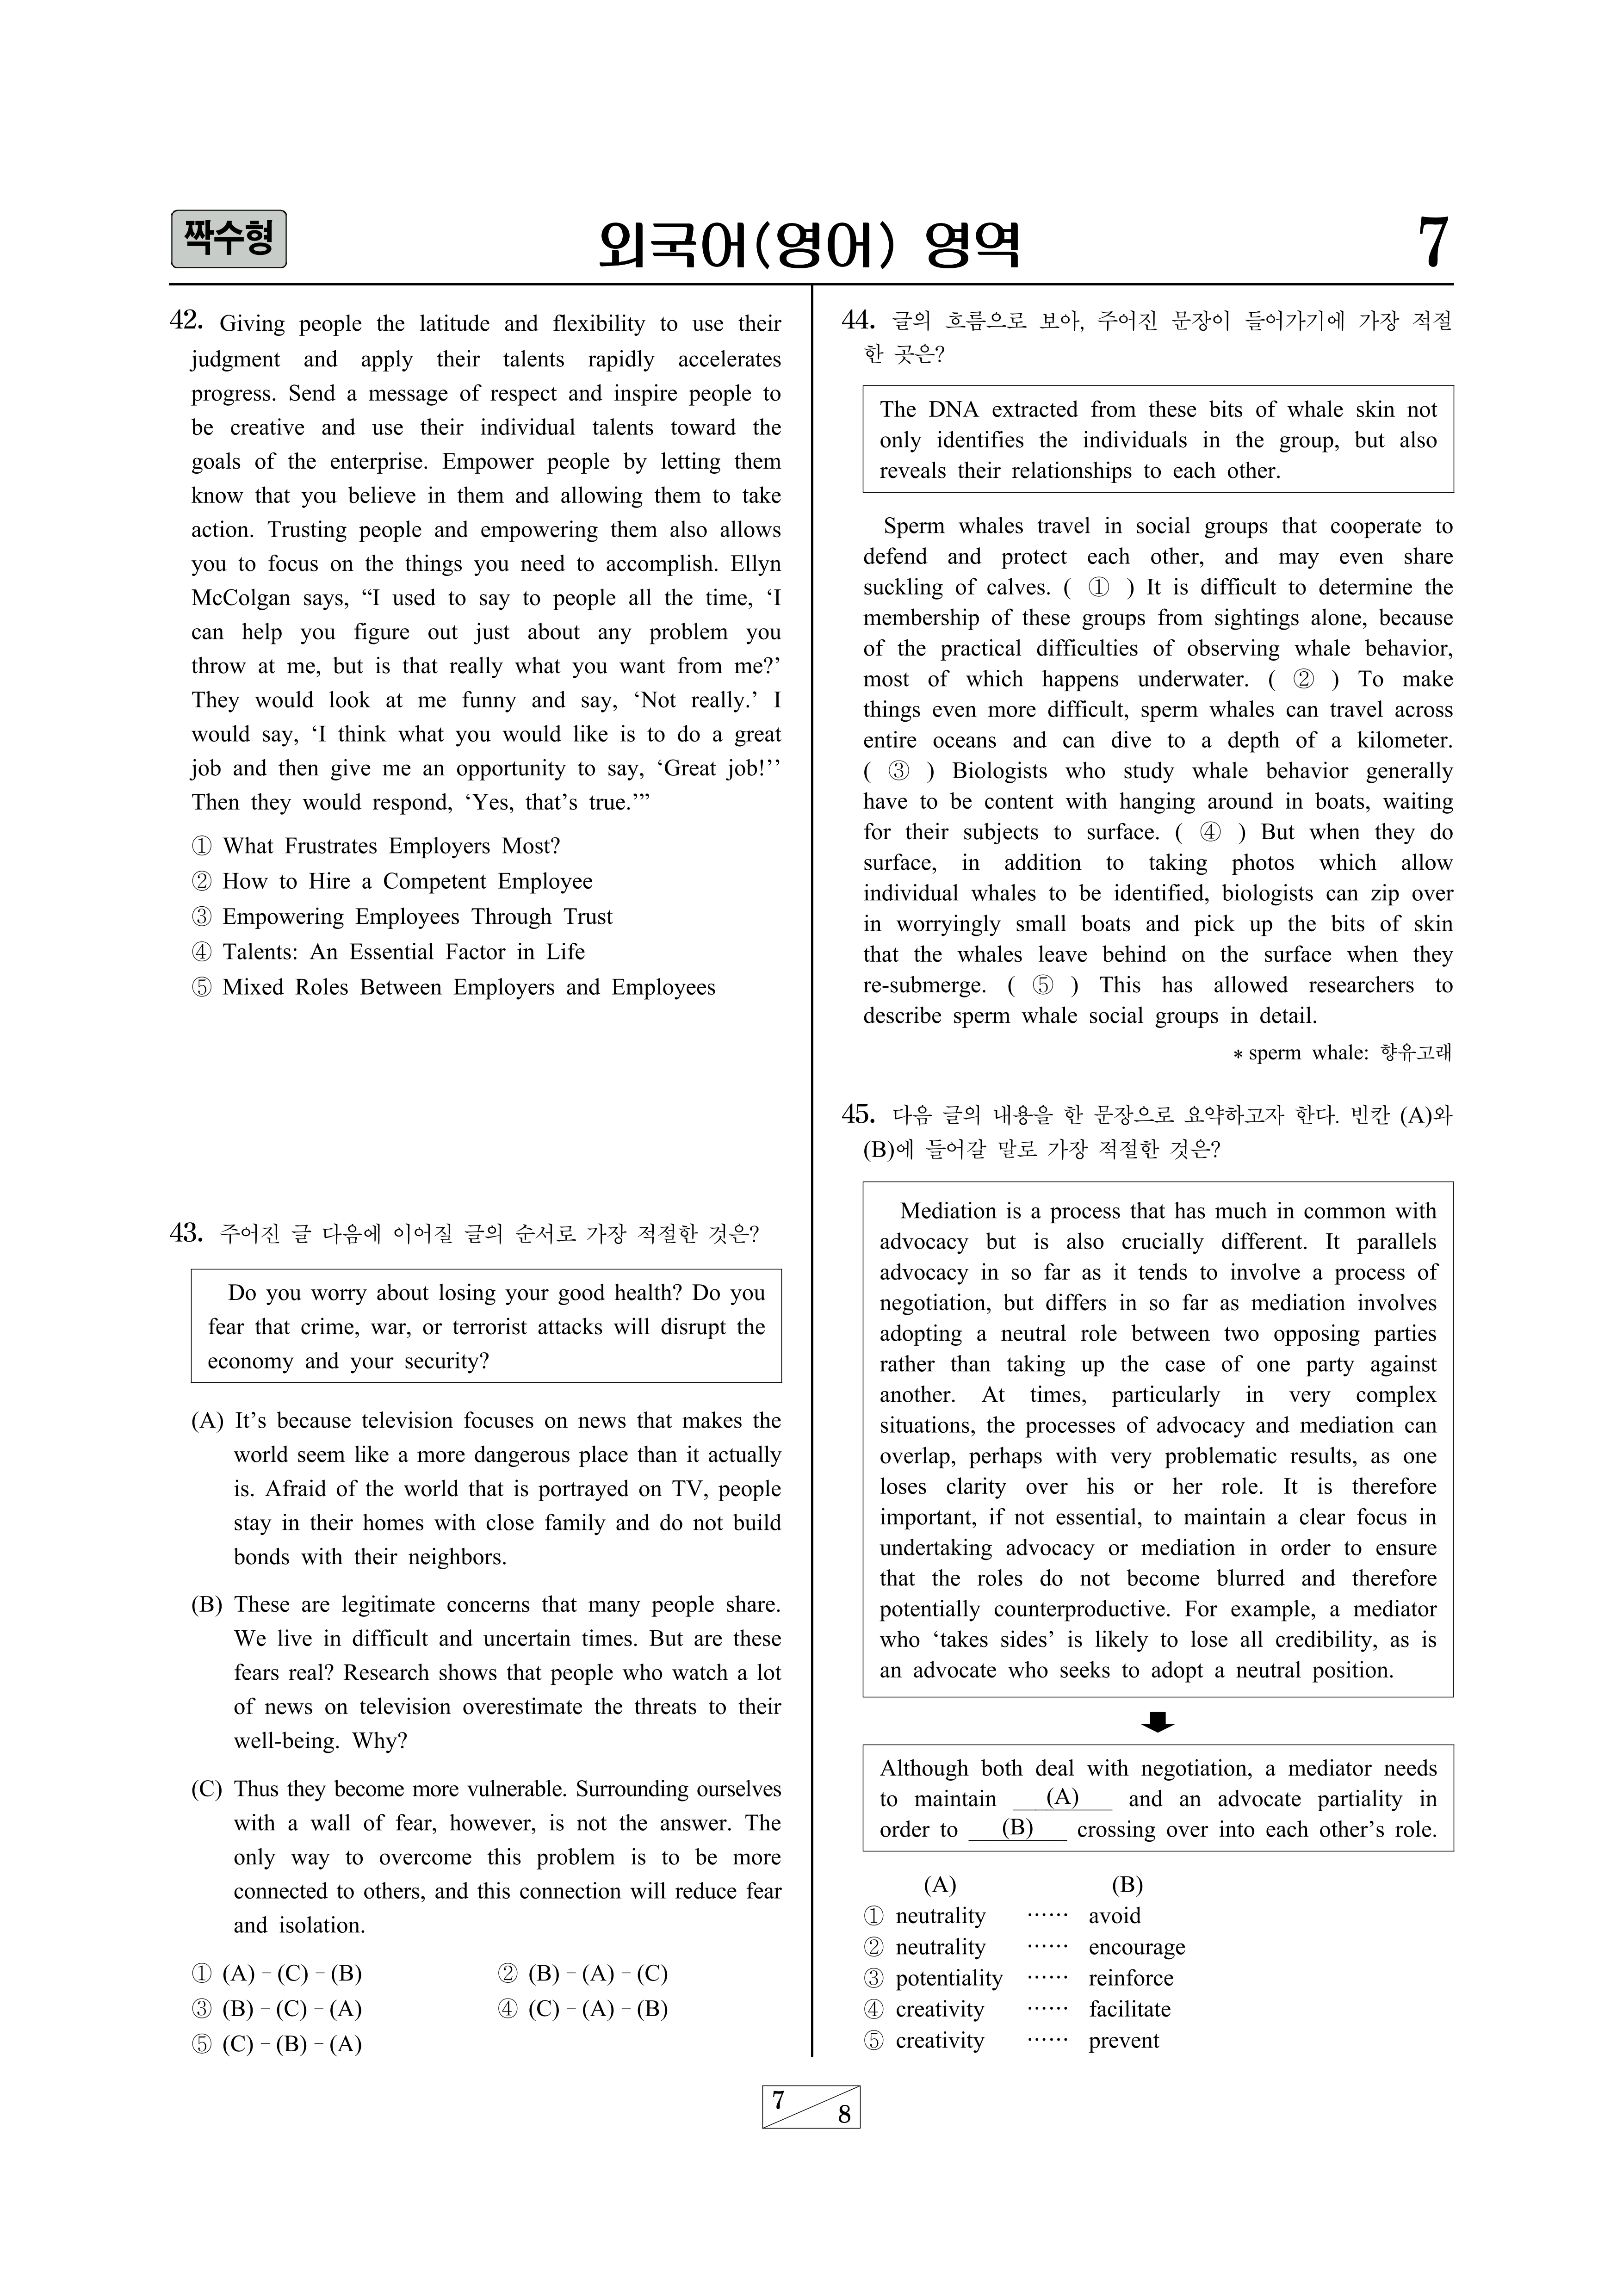 짝수형
외국어(영어) 영역
7
42. Giving people the latitude and flexibility to use their
judgment and apply their talents rapidly accelerates
progress. Send a message of respect and inspire people to
be creative and use their individual talents toward the
goals of the enterprise. Empower people by letting them
know that you believe in them and allowing them to take
action. Trusting people and empowering them also allows
you to focus on the things you need to accomplish. Ellyn
McColgan says, “I used to say to people all the time, ‘I
can help you figure out just about any problem you
throw at me, but is that really what you want from me?’
They would look at me funny and say, ‘Not really.’ I
would say, ‘I think what you would like is to do a great
job and then give me an opportunity to say, ‘Great job!’’
Then they would respond, ‘Yes, that’s true.’”
① What Frustrates Employers Most?
② How to Hire a Competent Employee
③ Empowering Employees Through Trust
④ Talents: An Essential Factor in Life
⑤ Mixed Roles Between Employers and Employees
43. 주어진 글 다음에 이어질 글의 순서로 가장 적절한 것은?
Do you worry about losing your good health? Do you
fear that crime, war, or terrorist attacks will disrupt the
economy and your security?
(A) It’s because television focuses on news that makes the
world seem like a more dangerous place than it actually
is. Afraid of the world that is portrayed on TV, people
stay in their homes with close family and do not build
bonds with their neighbors.
(B) These are legitimate concerns that many people share.
We live in difficult and uncertain times. But are these
fears real? Research shows that people who watch a lot
of news on television overestimate the threats to their
well-being. Why?
(C) Thus they become more vulnerable. Surrounding ourselves
with a wall of fear, however, is not the answer. The
only way to overcome this problem is to be more
connected to others, and this connection will reduce fear
and isolation.
① (A) - (C) - (B) ② (B) - (A) - (C)
③ (B) - (C) - (A) ④ (C) - (A) - (B)
⑤ (C) - (B) - (A)
44. 글의 흐름으로 보아, 주어진 문장이 들어가기에 가장 적절
한 곳은?
The DNA extracted from these bits of whale skin not
only identifies the individuals in the group, but also
reveals their relationships to each other.
Sperm whales travel in social groups that cooperate to
defend and protect each other, and may even share
suckling of calves. ( ① ) It is difficult to determine the
membership of these groups from sightings alone, because
of the practical difficulties of observing whale behavior,
most of which happens underwater. ( ② ) To make
things even more difficult, sperm whales can travel across
entire oceans and can dive to a depth of a kilometer.
( ③ ) Biologists who study whale behavior generally
have to be content with hanging around in boats, waiting
for their subjects to surface. ( ④ ) But when they do
surface, in addition to taking photos which allow
individual whales to be identified, biologists can zip over
in worryingly small boats and pick up the bits of skin
that the whales leave behind on the surface when they
re-submerge. ( ⑤ ) This has allowed researchers to
describe sperm whale social groups in detail.
* sperm whale: 향유고래
45. 다음 글의 내용을 한 문장으로 요약하고자 한다. 빈칸 (A)와
(B)에 들어갈 말로 가장 적절한 것은?
Mediation is a process that has much in common with
advocacy but is also crucially different. It parallels
advocacy in so far as it tends to involve a process of
negotiation, but differs in so far as mediation involves
adopting a neutral role between two opposing parties
rather than taking up the case of one party against
another. At times, particularly in very complex
situations, the processes of advocacy and mediation can
overlap, perhaps with very problematic results, as one
loses clarity over his or her role. It is therefore
important, if not essential, to maintain a clear focus in
undertaking advocacy or mediation in order to ensure
that the roles do not become blurred and therefore
potentially counterproductive. For example, a mediator
who ‘takes sides’ is likely to lose all credibility, as is
an advocate who seeks to adopt a neutral position.
Although both deal with negotiation, a mediator needs
to maintain (A) and an advocate partiality in
order to (B) crossing over into each other’s role.
(A) (B)
① neutrality ······ avoid
② neutrality ······ encourage
③ potentiality ······ reinforce
④ creativity ······ facilitate
⑤ creativity ······ prevent
7
8